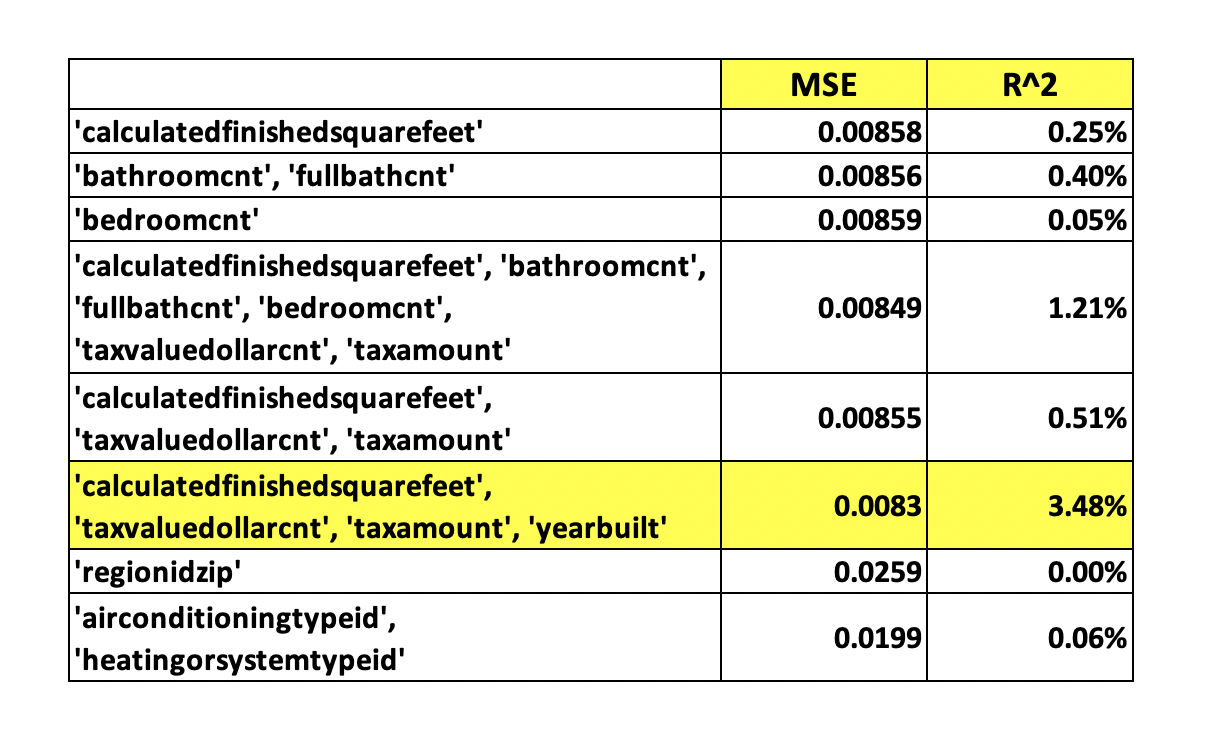 MSE R^2
'calculatedfinishedsquarefeet' 0.00858 0.25%
'bathroomcnt', 'fullbathcnt' 0.00856 0.40%
'bedroomcnt' 0.00859 0.05%
'calculatedfinishedsquarefeet', 'bathroomcnt',
'fullbathcnt', 'bedroomcnt', 0.00849 1.21%
'taxvaluedollarcnt', 'taxamount'
'calculatedfinishedsquarefeet',
'taxvaluedollarcnt', 'taxamount' 0.00855 0.51%
'calculatedfinishedsquarefeet',
'taxvaluedollarcnt', 'taxamount', 'yearbuilt' 0.0083 3.48%
'regionidzip' 0.0259 0.00%
'airconditioningtypeid',
'heatingorsystemtypeid' 0.0199 0.06%